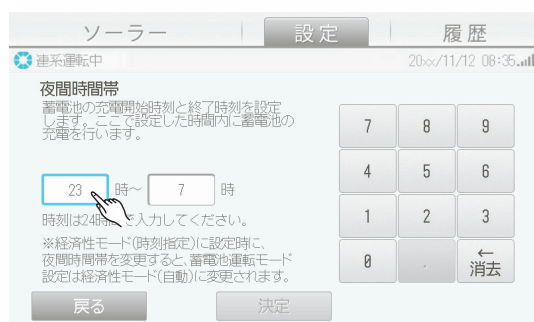 ソーラー 設定 履歴
連系運転中 20xx/11/12 08:35
夜間時間帯
蓄電池の充電開始時刻と終了時刻を設定
します。ここで設定した時間内に蓄電池の
充電を行います。
23 時～ 7 時
時刻は24時 で入力してください。
※経済性モード(時刻指定)に設定時に、
夜間時間帯を変更すると、蓄電池運転モード
設定は経済性モード(自動)に変更されます。
7 8 9
4 5 6
1 2 3
0 . ←
消去
戻る 決定